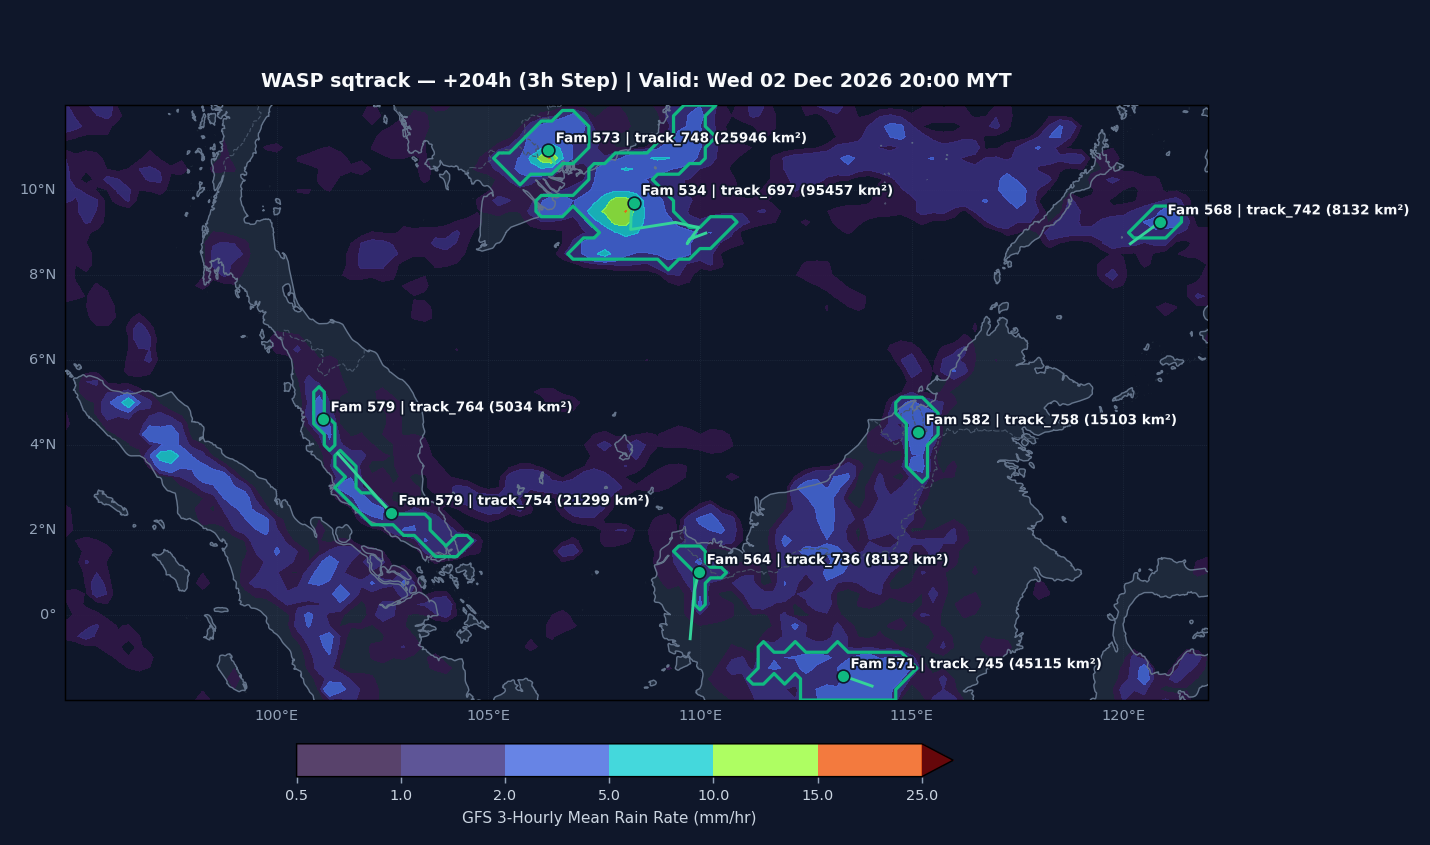 WASP sqtrack — +204h (3h Step) | Valid: Wed 02 Dec 2026 20:00 MYT
Fam 573 | track_748 (25946 km²)
10°N
Fam 534 | track_697 (95457 km²)
Fam 568 | track_742 (8132 km²)
8°N
6°N
Fam 579 | track_764 (5034 km²)
Fam 582 | track_758 (15103 km²)
4°N
Fam 579 | track_754 (21299 km²)
2°N
Fam 564 | track_736 (8132 km²)
0°
Fam 571 | track_745 (45115 km²)
100°E 105°E 110°E 115°E 120°E
0.5 1.0 2.0 5.0 10.0 15.0 25.0
GFS 3-Hourly Mean Rain Rate (mm/hr)